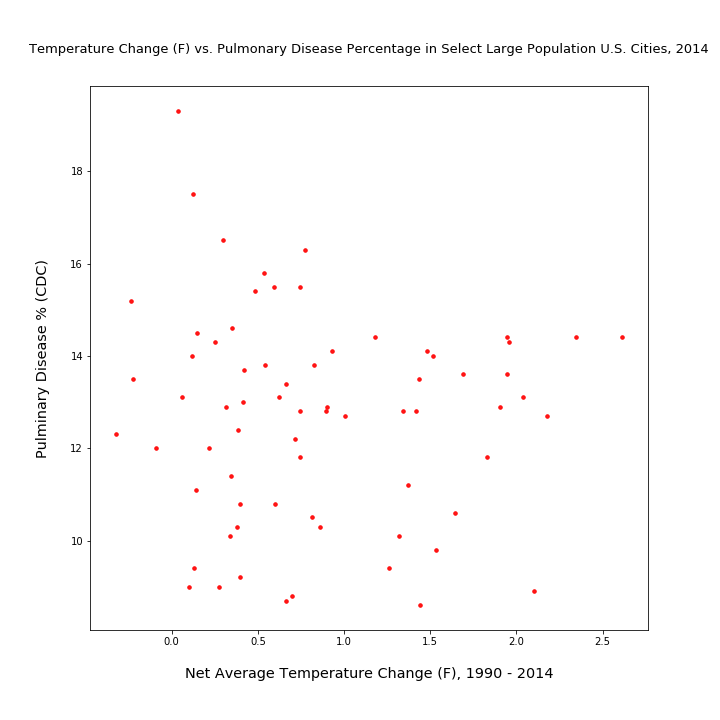 Temperature Change (F) vs. Pulmonary Disease Percentage in Select Large Population U.S. Cities, 2014
18
16
14
12
10
Pulminary Disease % (CDC)
0.0 0.5 1.0 1.5 2.0 2.5
Net Average Temperature Change (F), 1990 - 2014